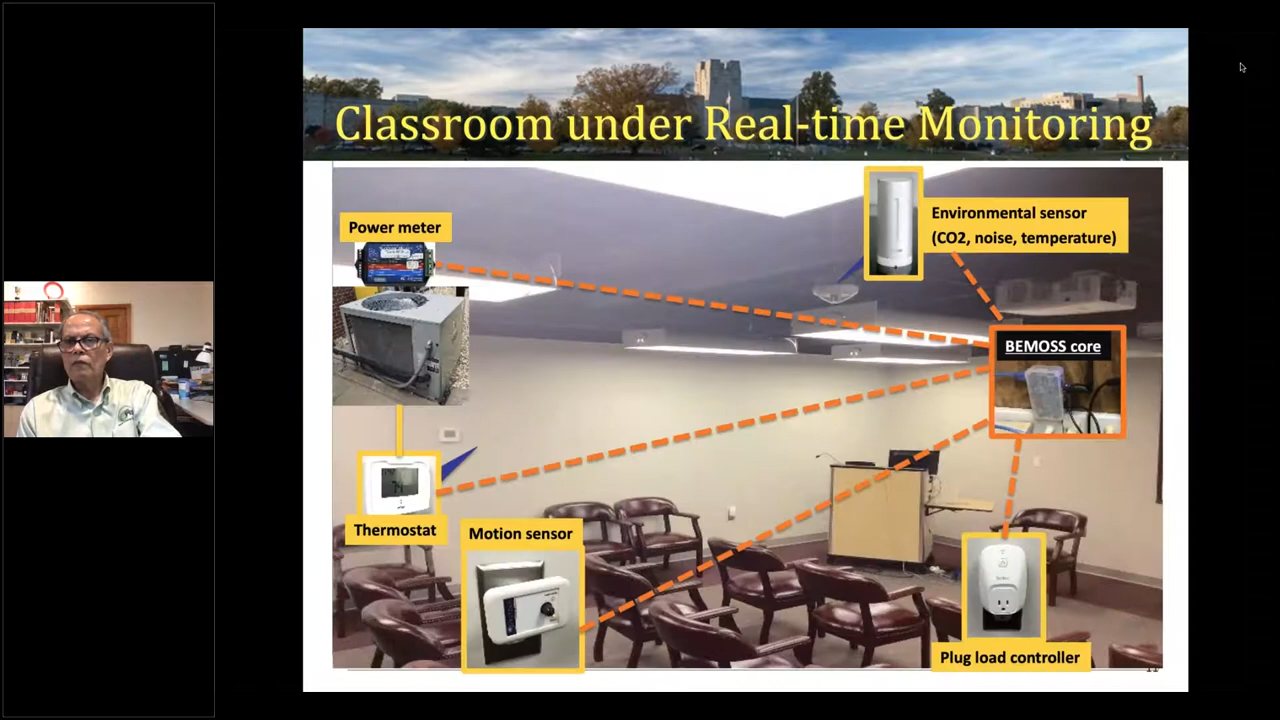 Classroom under Real-time Monitoring
Power meter
Environmental sensor
(CO2, noise, temperature)
BEMOSS core
Thermostat
Motion sensor
Plug load controller
11